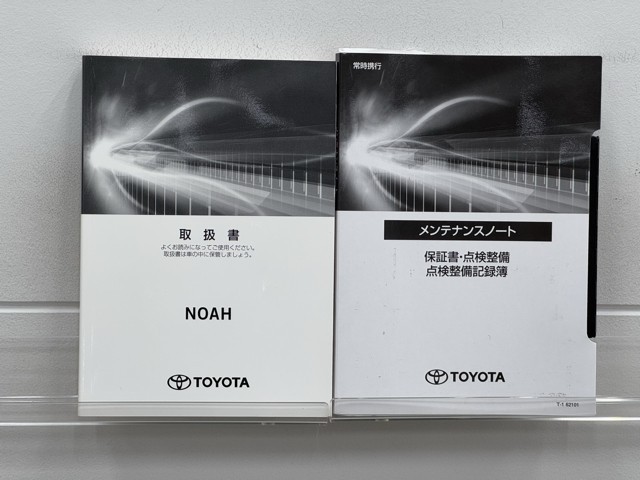 取扱書
よくお読みになってご使用ください。
取扱書は車の中に保管しましょう。
NOAH
TOYOTA
常時携行
メンテナンスノート
保証書・点検整備
点検整備記録簿
TOYOTA
T-1 62101